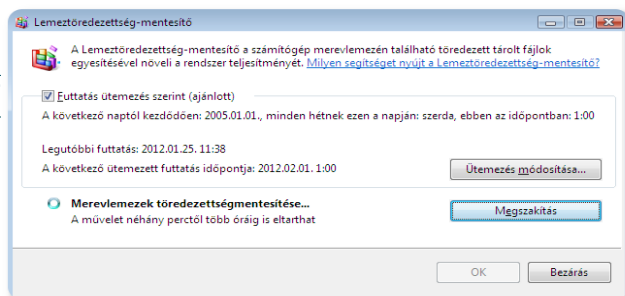 Lemeztöredezettség-mentesítő
A Lemeztöredezettség-mentesítő a számítógép merevlemezén található töredezett tárolt fájlok
egyesítésével növeli a rendszer teljesítményét. Milyen segítséget nyújt a Lemeztöredezettség-mentesítő?
Futtatás ütemezés szerint (ajánlott)
A következő naptól kezdődően: 2005.01.01., minden hétnek ezen a napján: szerda, ebben az időpontban: 1:00
Legutóbbi futtatás: 2012.01.25. 11:38
A következő ütemezett futtatás időpontja: 2012.02.01. 1:00
Ütemezés módosítása...
Merevlemezek töredezettségmentesítése...
A művelet néhány perctől több óráig is eltarthat
Megszakítás
OK
Bezárás